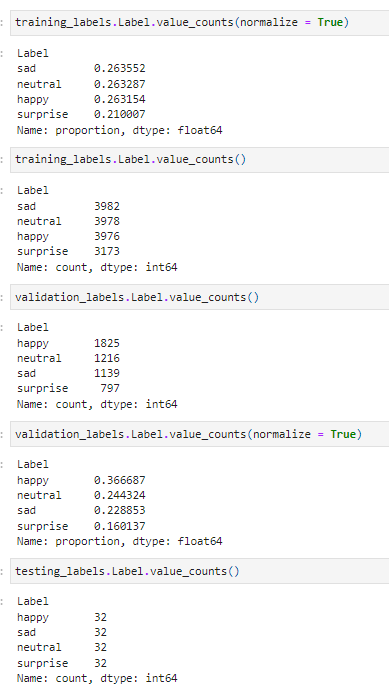 training_labels.Label.value_counts(normalize = True)
Label
sad 0.263552
neutral 0.263287
happy 0.263154
surprise 0.210007
Name: proportion, dtype: float64
training_labels.Label.value_counts()
Label
sad 3982
neutral 3978
happy 3976
surprise 3173
Name: count, dtype: int64
validation_labels.Label.value_counts()
Label
happy 1825
neutral 1216
sad 1139
surprise 797
Name: count, dtype: int64
validation_labels.Label.value_counts(normalize = True)
Label
happy 0.366687
neutral 0.244324
sad 0.228853
surprise 0.160137
Name: proportion, dtype: float64
testing_labels.Label.value_counts()
Label
happy 32
sad 32
neutral 32
surprise 32
Name: count, dtype: int64